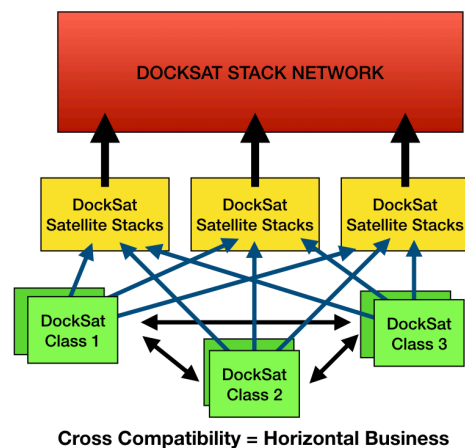 DOCKSAT STACK NETWORK
DockSat
Satellite Stacks
DockSat
Satellite Stacks
DockSat
Satellite Stacks
DockSat
Class 1
DockSat
Class 2
DockSat
Class 3
Cross Compatibility = Horizontal Business